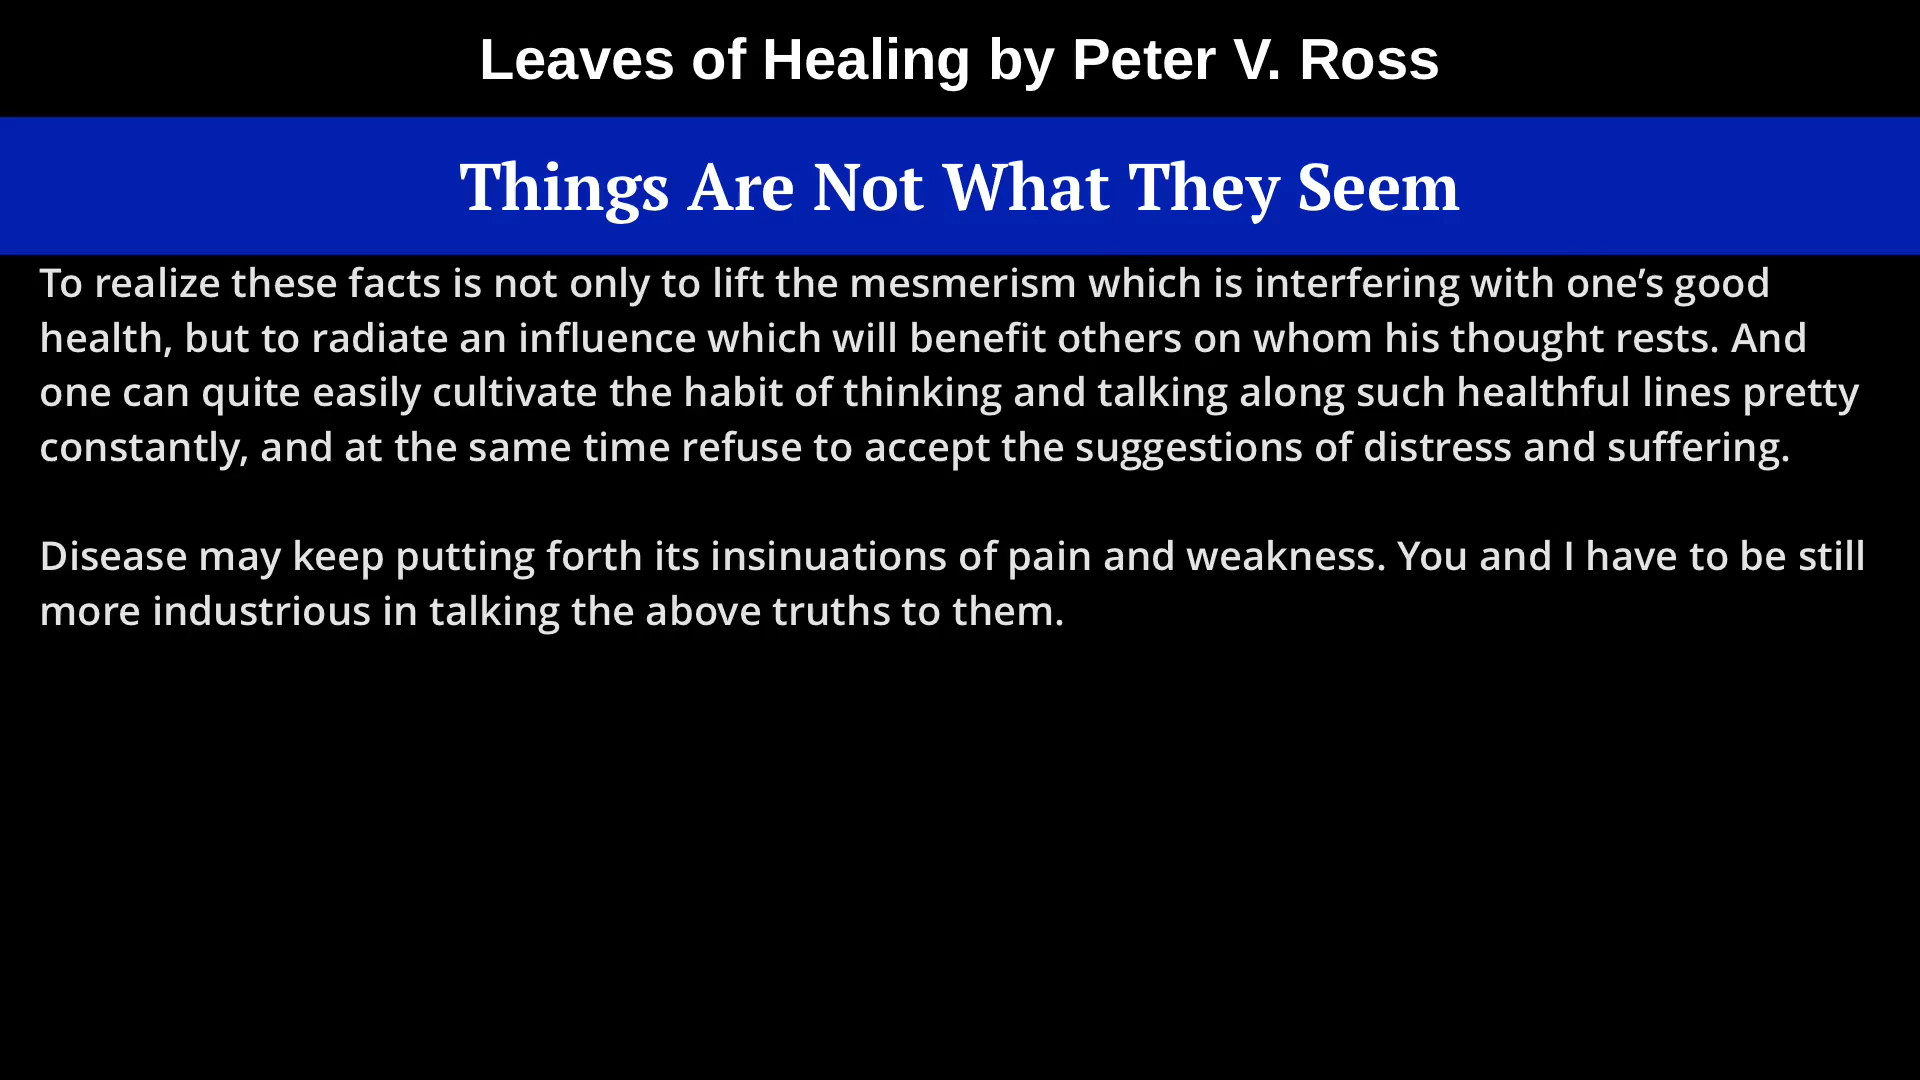 Leaves of Healing by Peter V. Ross
Things Are Not What They Seem
To realize these facts is not only to lift the mesmerism which is interfering with one’s good
health, but to radiate an influence which will benefit others on whom his thought rests. And
one can quite easily cultivate the habit of thinking and talking along such healthful lines pretty
constantly, and at the same time refuse to accept the suggestions of distress and suffering.
Disease may keep putting forth its insinuations of pain and weakness. You and I have to be still
more industrious in talking the above truths to them.